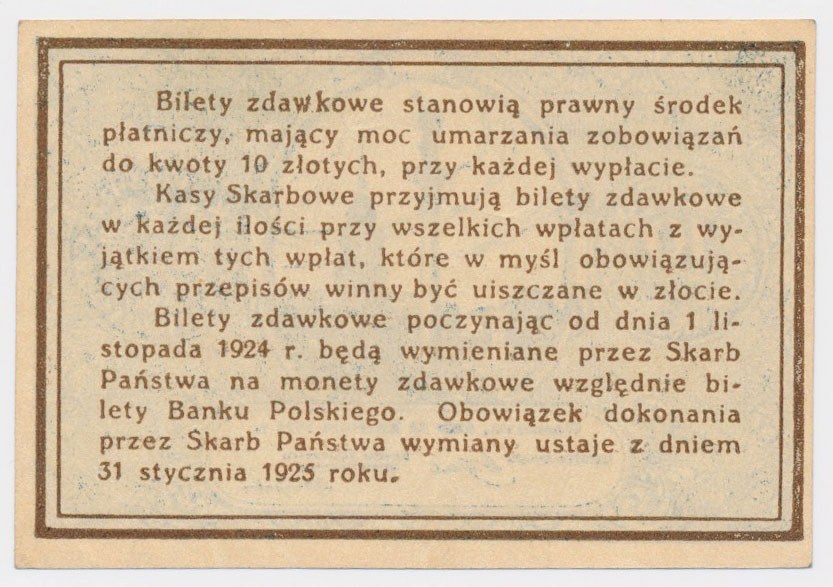 Bilety zdawkowe stanowią prawny środek
płatniczy, mający moc umarzania zobowiązań
do kwoty 10 złotych, przy każdej wypłacie.
Kasy Skarbowe przyjmują bilety zdawkowe
w każdej ilości przy wszelkich wpłatach z wy-
jątkiem tych wpłat, które w myśl obowiązują-
cych przepisów winny być uiszczane w złocie.
Bilety zdawkowe poczynając od dnia 1 li-
stopada 1924 r. będą wymieniane przez Skarb
Państwa na monety zdawkowe względnie bi-
lety Banku Polskiego. Obowiązek dokonania
przez Skarb Państwa wymiany ustaje z dniem
31 stycznia 1925 roku.